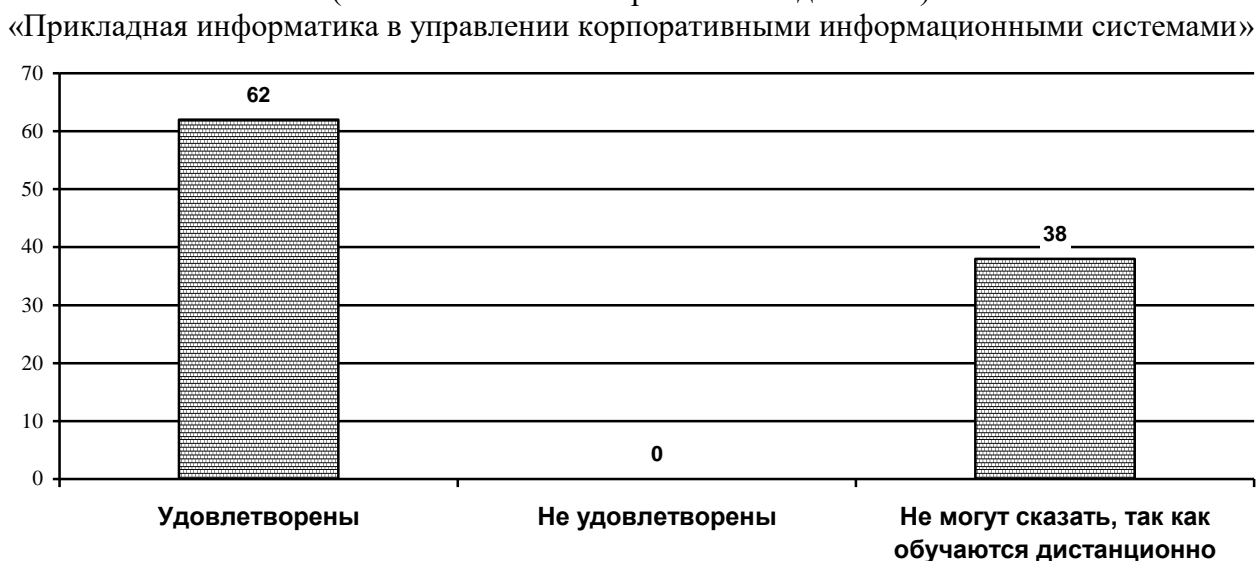 «Прикладная информатика в управлении корпоративными информационными системами»
70
62
60
50
40
38
30
20
10
0
0
Удовлетворены
Не удовлетворены
Не могут сказать, так как
обучаются дистанционно